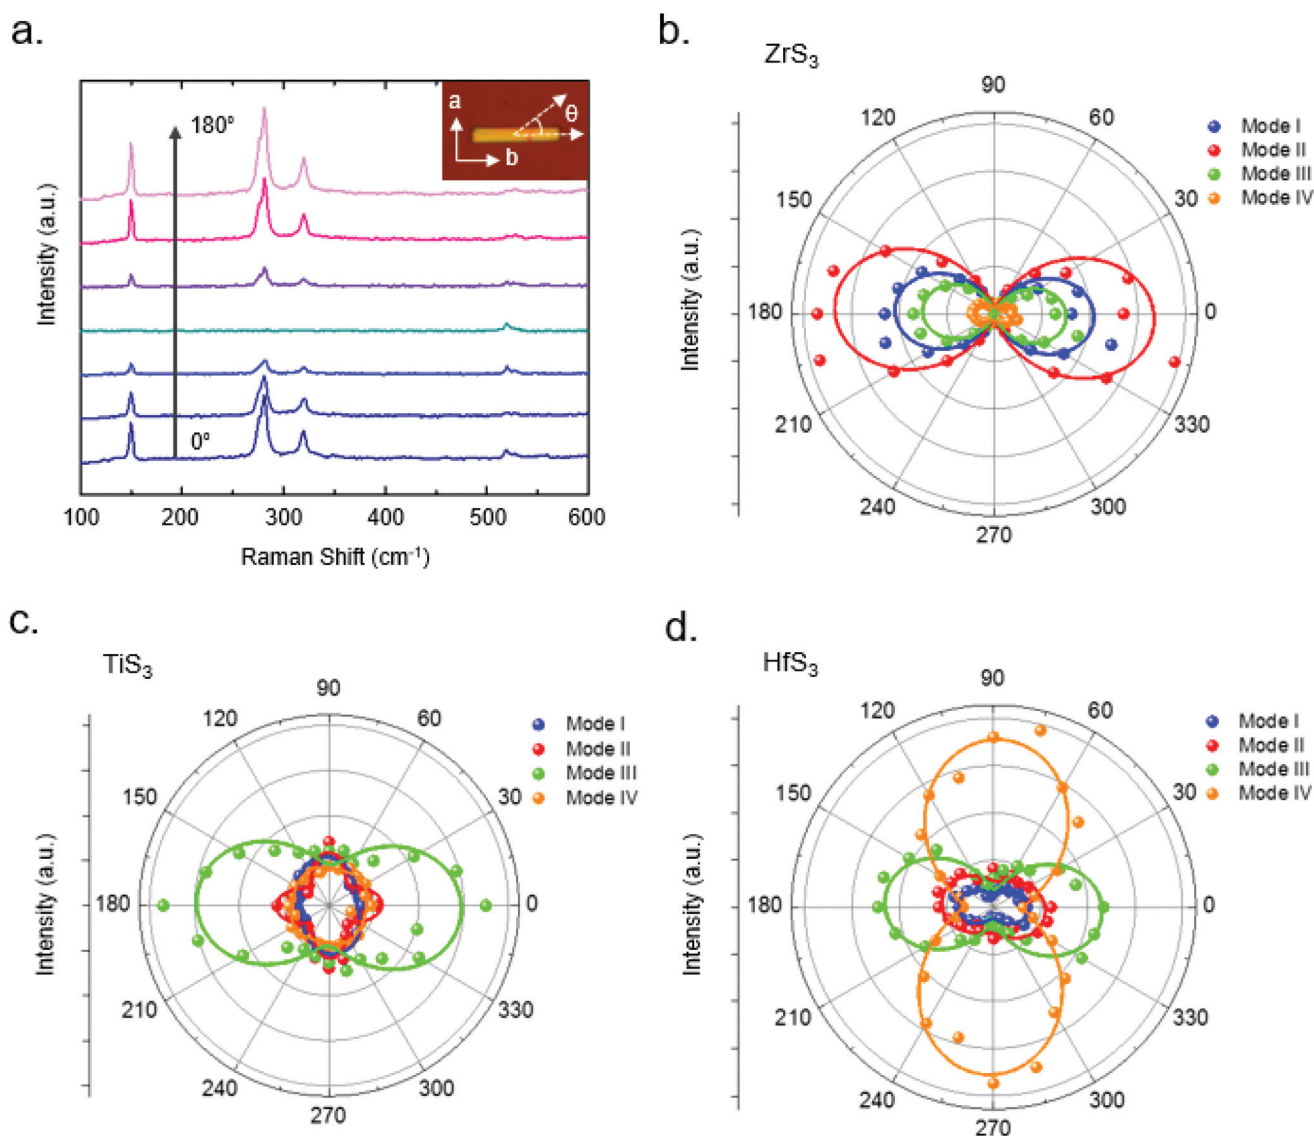 a.
180º
0º
a
b
θ
Intensity (a.u.)
100 200 300 400 500 600
Raman Shift (cm⁻¹)
b.
ZrS₃
90
120 60
150 30
180 0
210 330
240 300
270
Intensity (a.u.)
Mode I
Mode II
Mode III
Mode IV
c.
TiS₃
90
120 60
150 30
180 0
210 330
240 300
270
Intensity (a.u.)
Mode I
Mode II
Mode III
Mode IV
d.
HfS₃
90
120 60
150 30
180 0
210 330
240 300
270
Intensity (a.u.)
Mode I
Mode II
Mode III
Mode IV